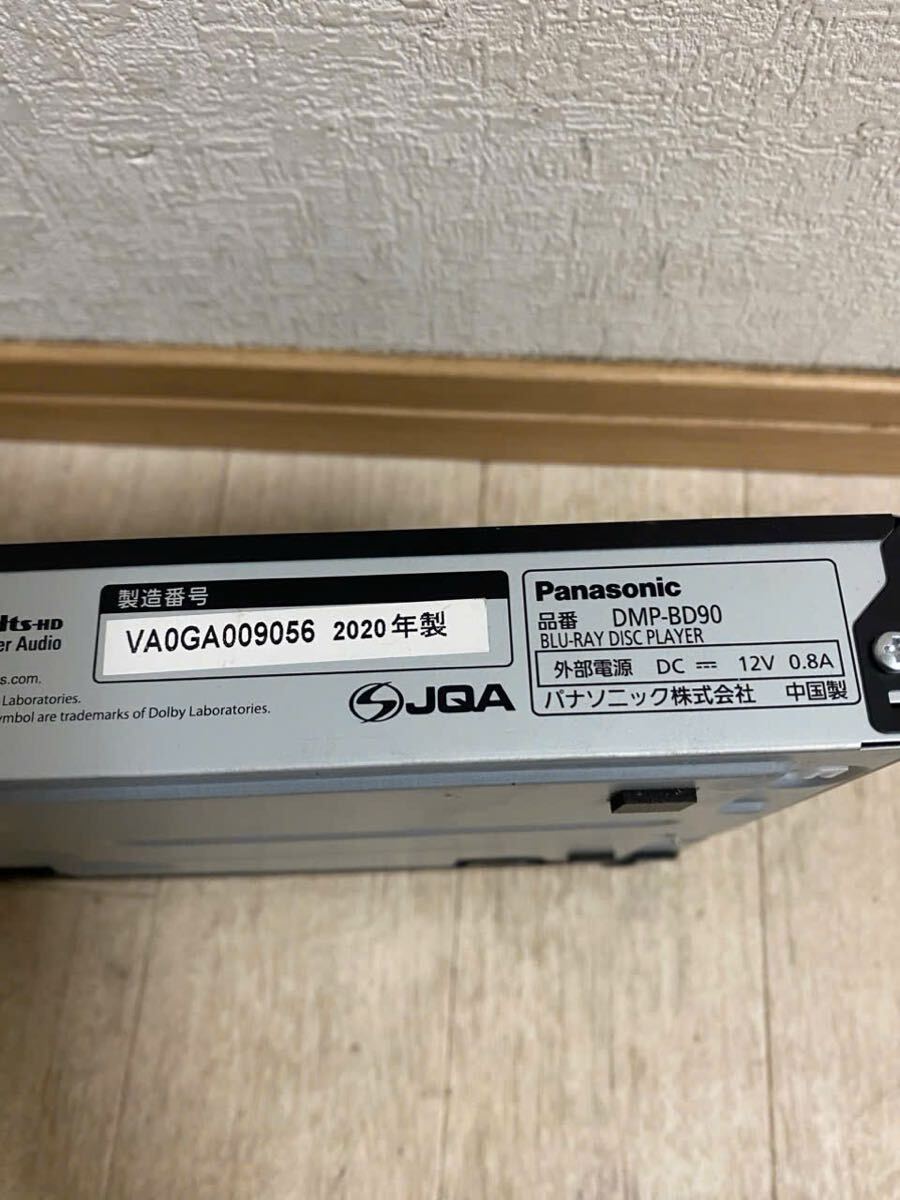 dts-HD
er Audio
s.com.
Laboratories.
ymbol are trademarks of Dolby Laboratories.
製造番号
VA0GA009056 2020年製
JQA
Panasonic
品番 DMP-BD90
BLU-RAY DISC PLAYER
外部電源 DC ⎓ 12V 0.8A
パナソニック株式会社 中国製